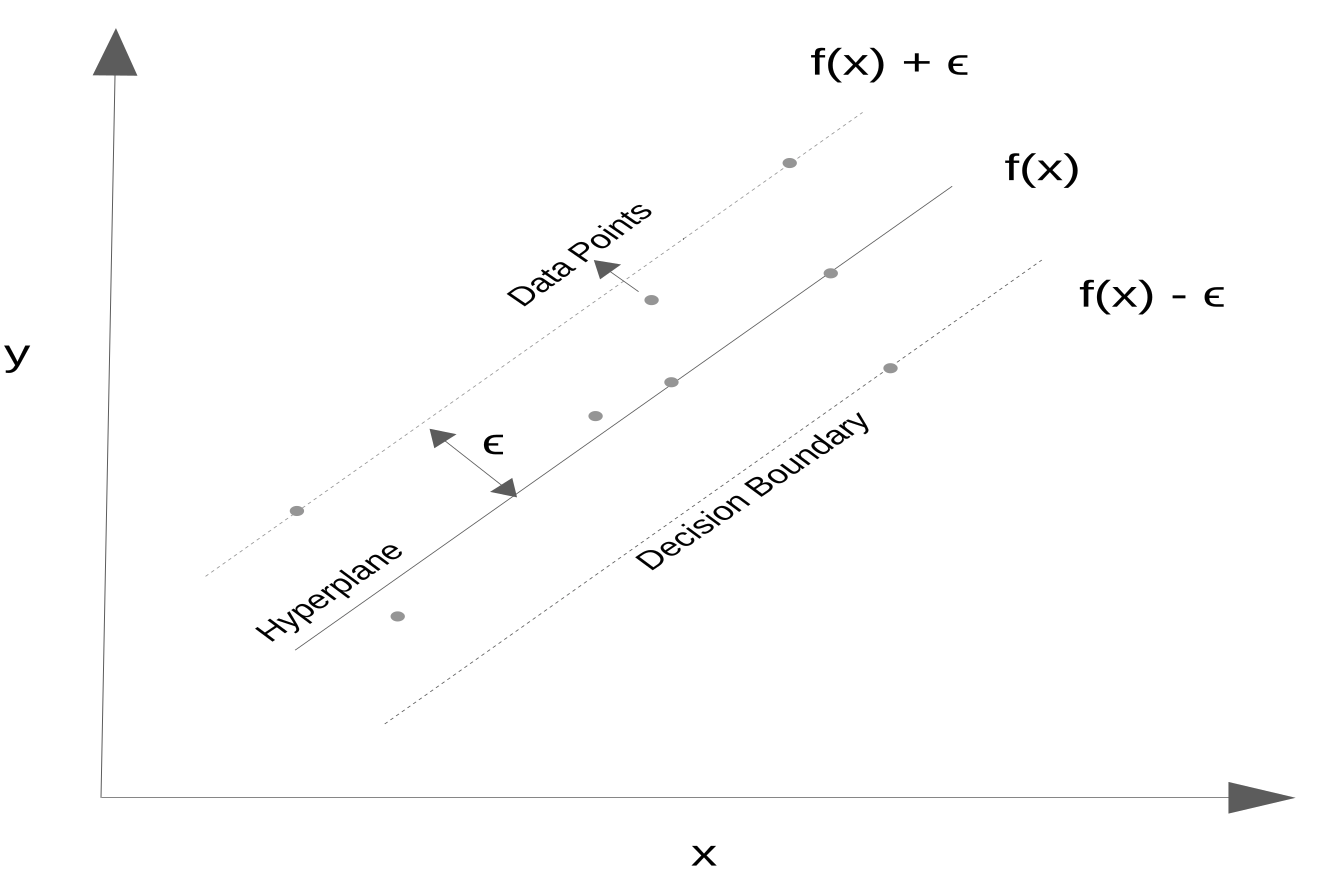 f(x) + ϵ
f(x)
Data Points
f(x) - ϵ
y
ϵ
Decision Boundary
Hyperplane
x